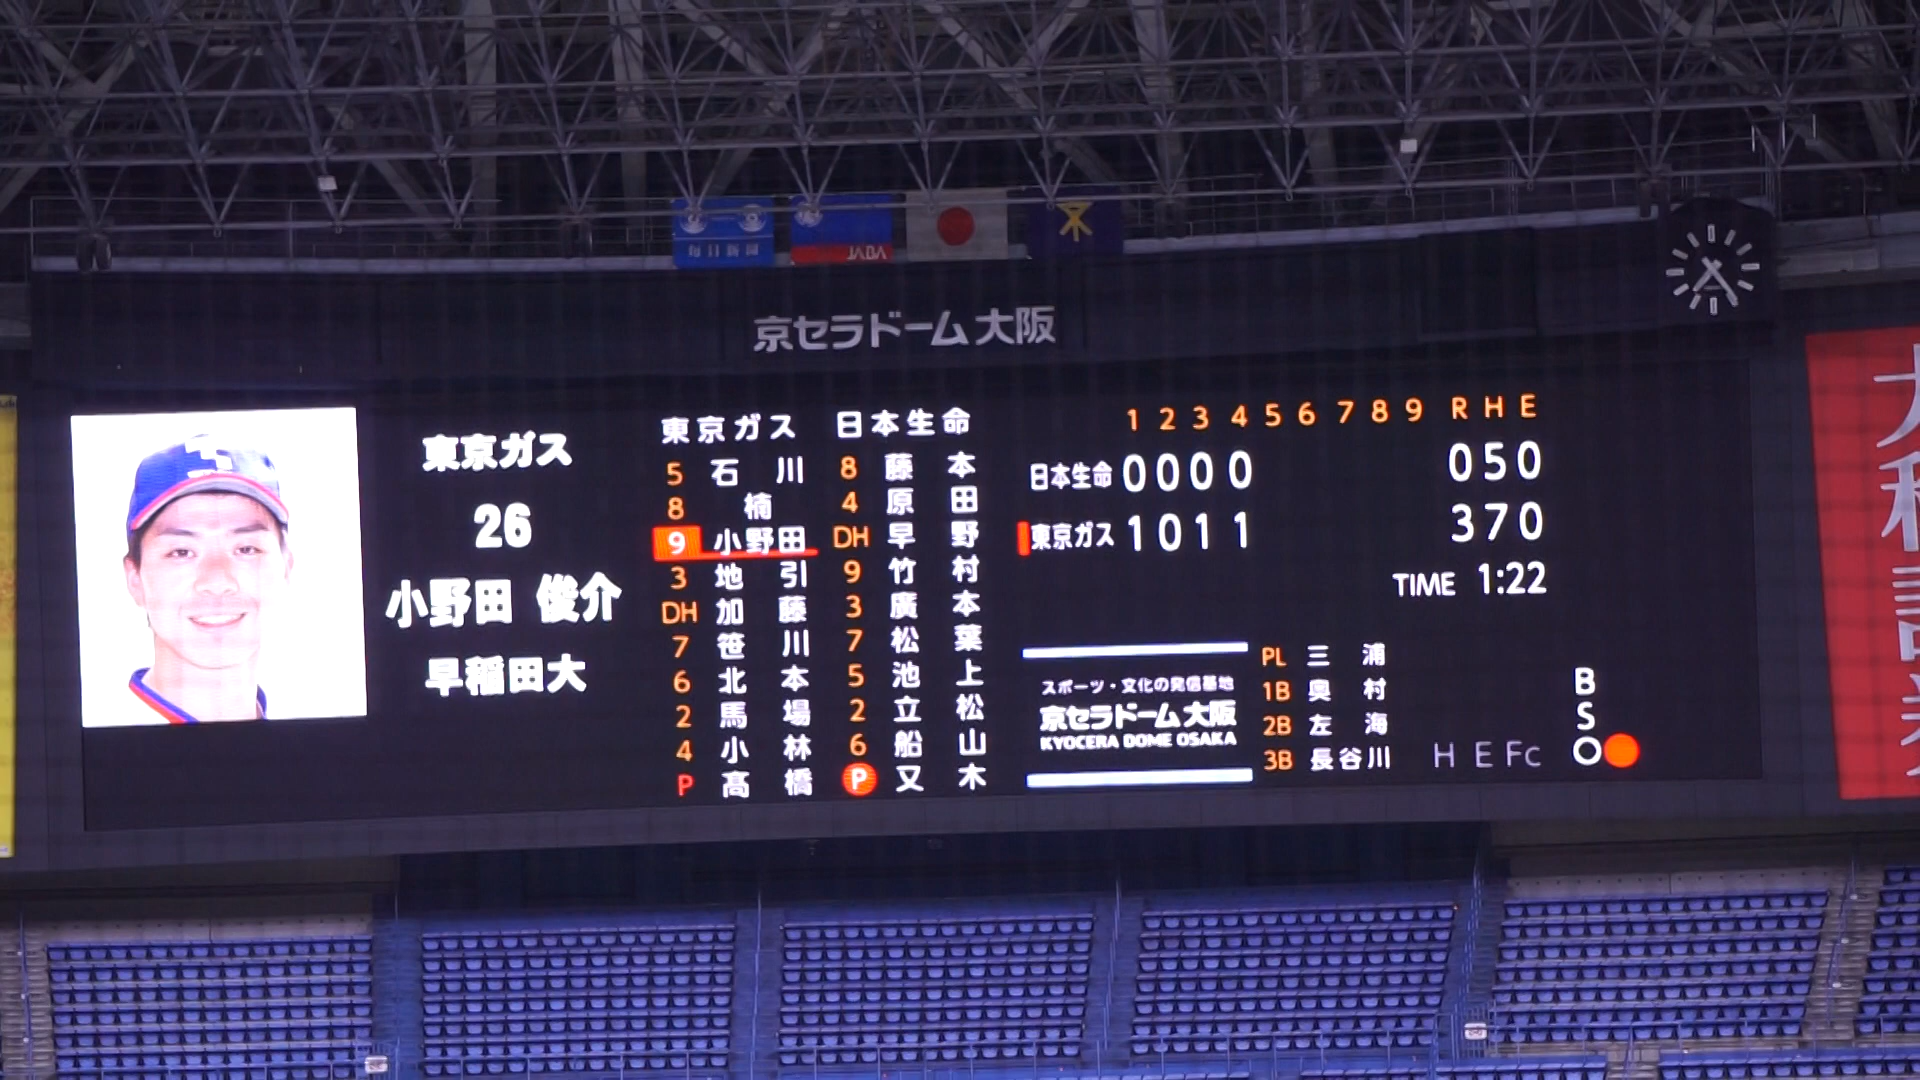 毎日新聞
JABA
京セラドーム大阪
東京ガス
26
小野田 俊介
早稲田大
東京ガス 日本生命
5 石川 8 藤本
8 楠 4 原田
9 小野田 DH 早野
3 地引 9 竹村
DH 加藤 3 廣本
7 笹川 7 松葉
6 北本 5 池上
2 馬場 2 立松
4 小林 6 船山
P 髙橋 P 又木
1 2 3 4 5 6 7 8 9 R H E
日本生命 0 0 0 0 0 5 0
東京ガス 1 0 1 1 3 7 0
TIME 1:22
スポーツ・文化の発信基地
京セラドーム大阪
KYOCERA DOME OSAKA
PL 三浦
1B 奥村
2B 左海
3B 長谷川
H E Fc
B
S
O